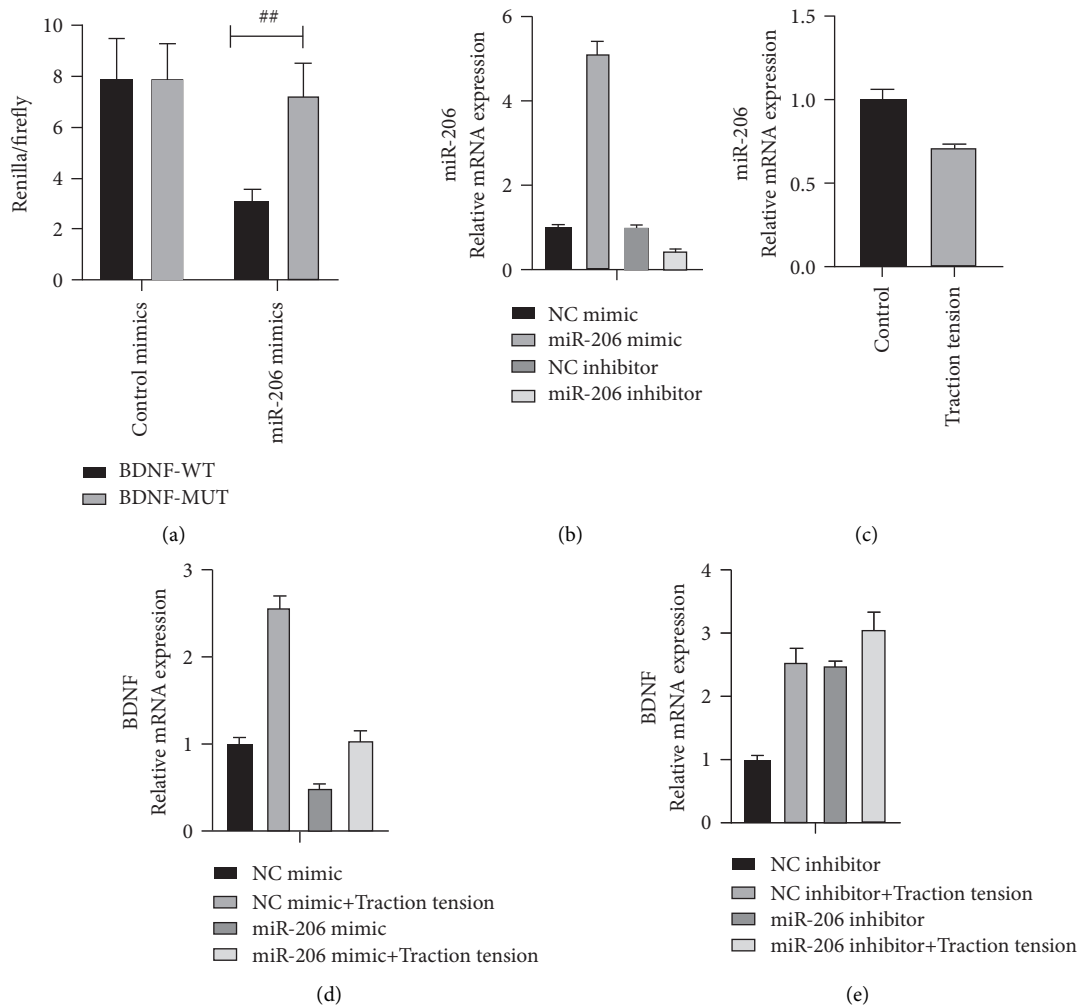 Renilla/firefly
10
8
6
4
2
0
##
Control mimics
miR-206 mimics
BDNF-WT
BDNF-MUT
(a)
miR-206
Relative mRNA expression
6
4
2
0
NC mimic
miR-206 mimic
NC inhibitor
miR-206 inhibitor
(b)
miR-206
Relative mRNA expression
1.5
1.0
0.5
0.0
Control
Traction tension
(c)
BDNF
Relative mRNA expression
3
2
1
0
NC mimic
NC mimic+Traction tension
miR-206 mimic
miR-206 mimic+Traction tension
(d)
BDNF
Relative mRNA expression
4
3
2
1
0
NC inhibitor
NC inhibitor+Traction tension
miR-206 inhibitor
miR-206 inhibitor+Traction tension
(e)